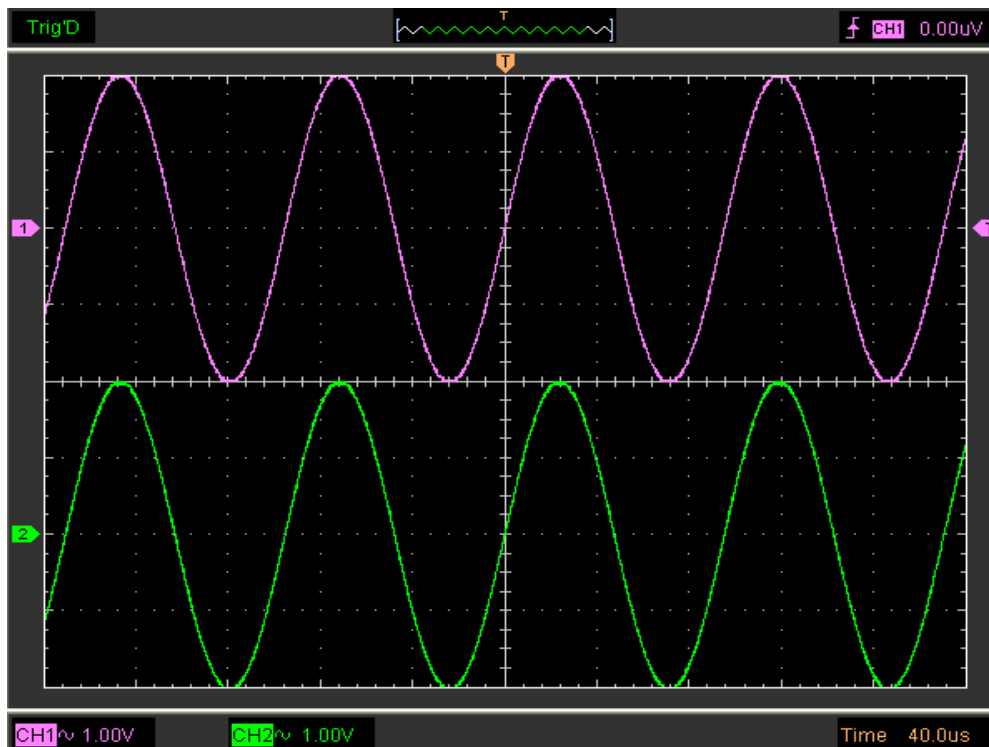 Trig'D
T
CH1 0.00uV
T
1
2
CH1~ 1.00V
CH2~ 1.00V
Time 40.0us